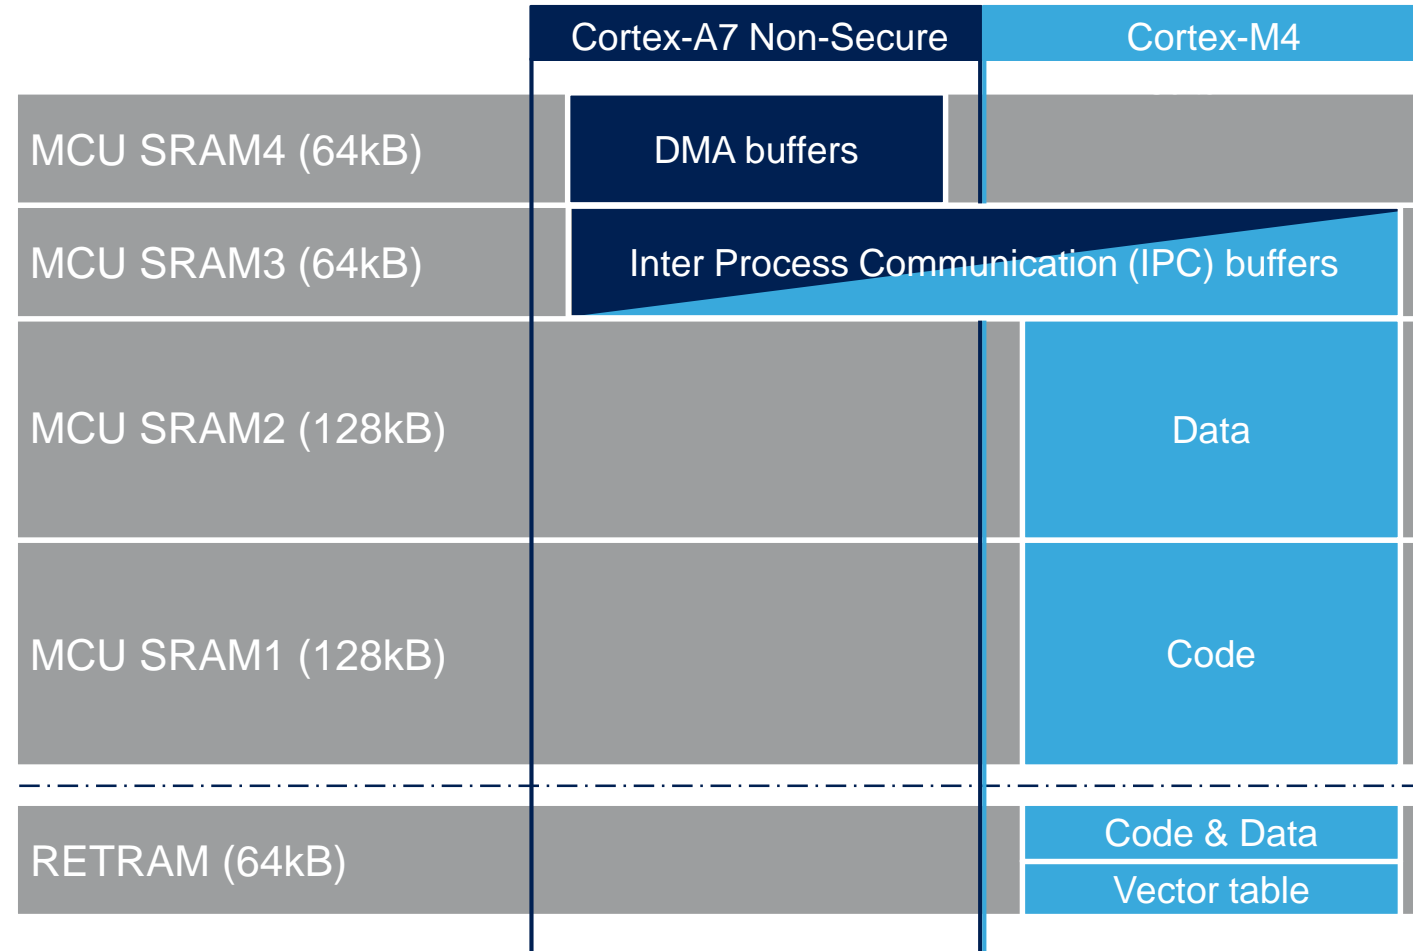 Cortex-A7 Non-Secure
Cortex-M4
MCU SRAM4 (64kB)
DMA buffers
MCU SRAM3 (64kB)
Inter Process Communication (IPC) buffers
MCU SRAM2 (128kB)
Data
MCU SRAM1 (128kB)
Code
RETRAM (64kB)
Code & Data
Vector table